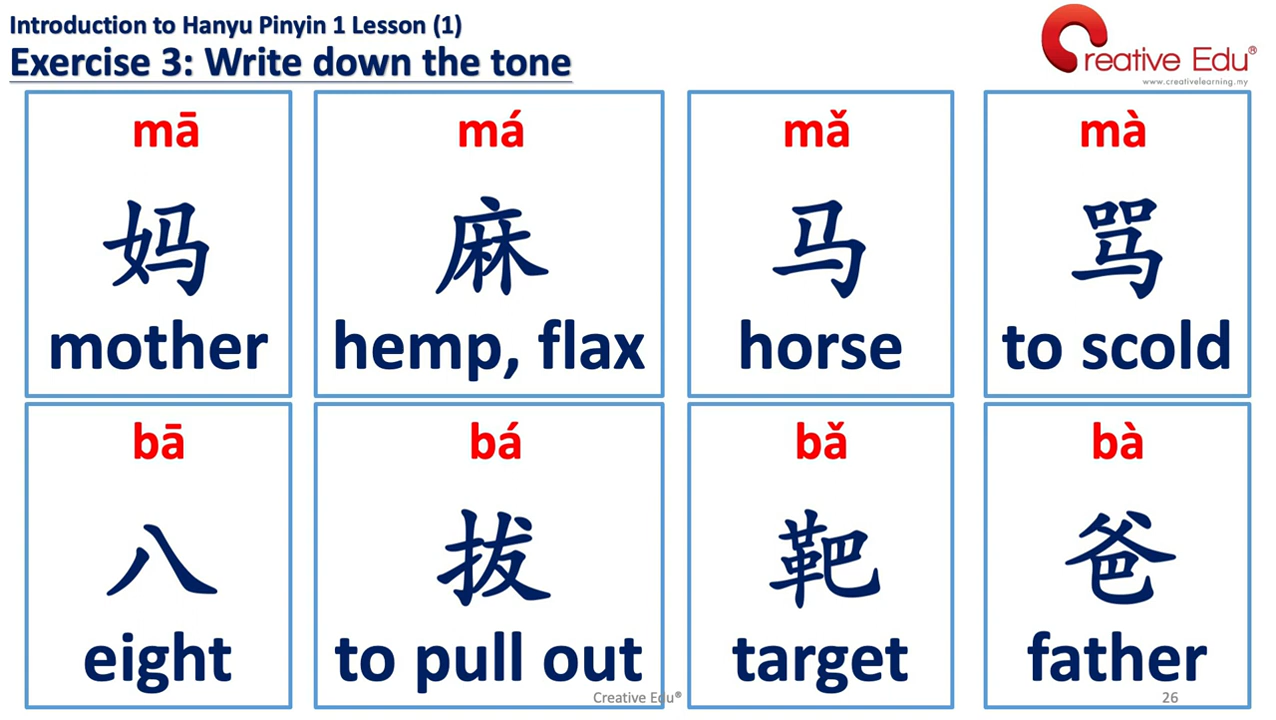 Introduction to Hanyu Pinyin 1 Lesson (1)
Exercise 3: Write down the tone
Creative Edu®
www.creativelearning.my
mā
妈
mother
má
麻
hemp, flax
mǎ
马
horse
mà
骂
to scold
bā
八
eight
bá
拔
to pull out
bǎ
靶
target
bà
爸
father
Creative Edu®
26